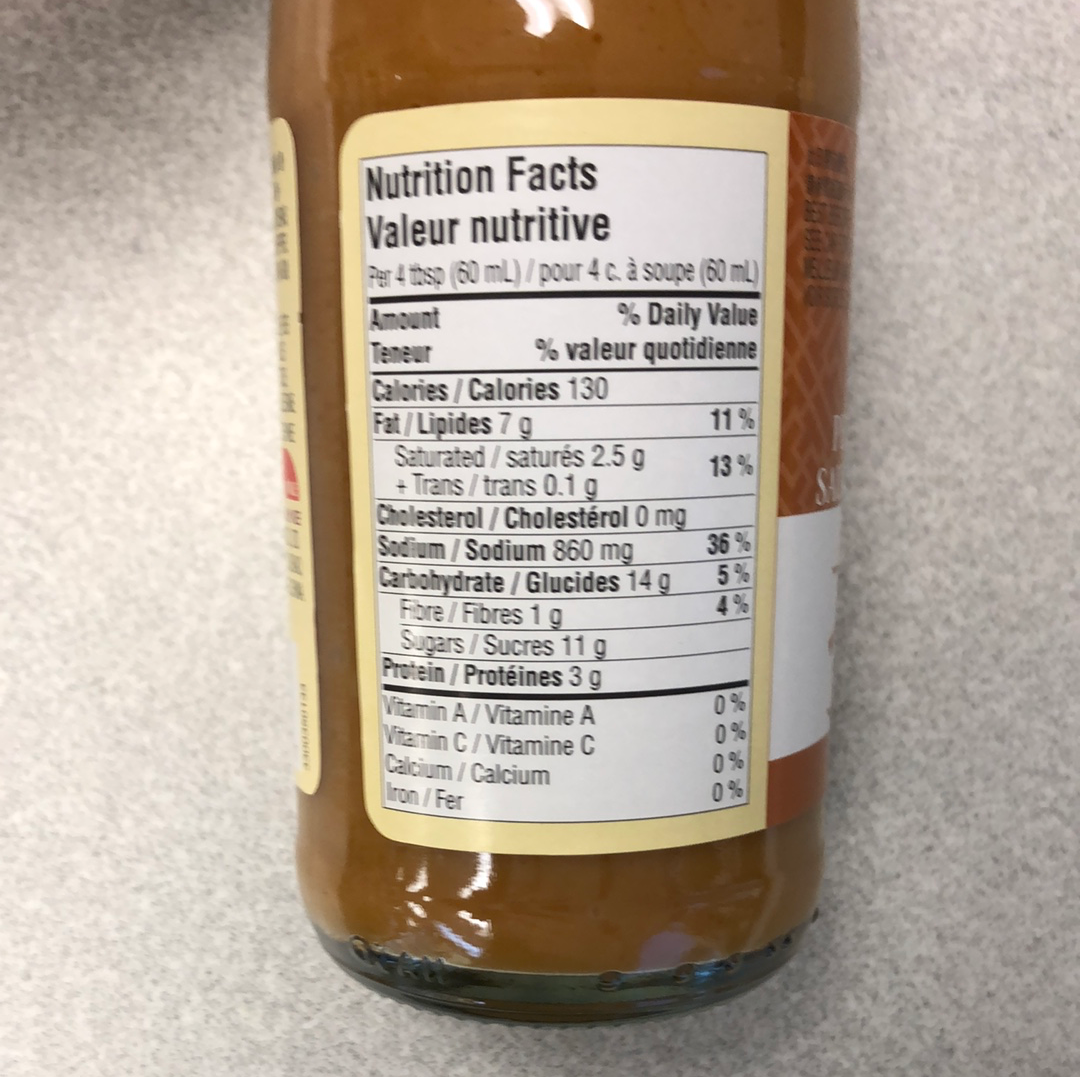 Nutrition Facts
Valeur nutritive
Per 4 tbsp (60 mL) / pour 4 c. à soupe (60 mL)
Amount % Daily Value
Teneur % valeur quotidienne
Calories / Calories 130
Fat / Lipides 7 g 11 %
Saturated / saturés 2.5 g 13 %
+ Trans / trans 0.1 g
Cholesterol / Cholestérol 0 mg
Sodium / Sodium 860 mg 36 %
Carbohydrate / Glucides 14 g 5 %
Fibre / Fibres 1 g 4 %
Sugars / Sucres 11 g
Protein / Protéines 3 g
Vitamin A / Vitamine A 0 %
Vitamin C / Vitamine C 0 %
Calcium / Calcium 0 %
Iron / Fer 0 %